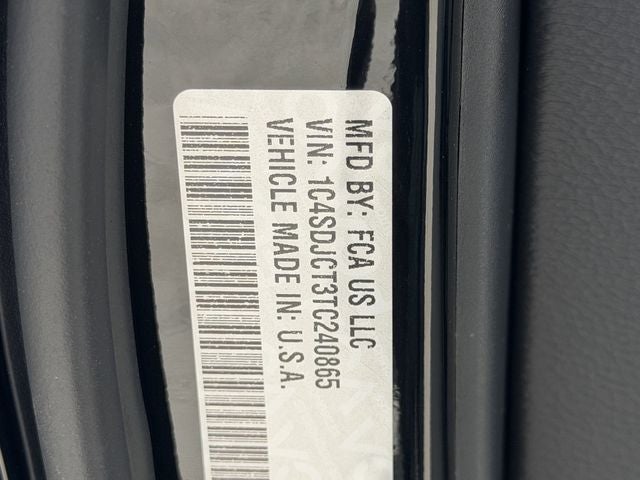 MFD BY: FCA US LLC
VIN: 1C4SDJCT3TC240865
VEHICLE MADE IN: U.S.A.